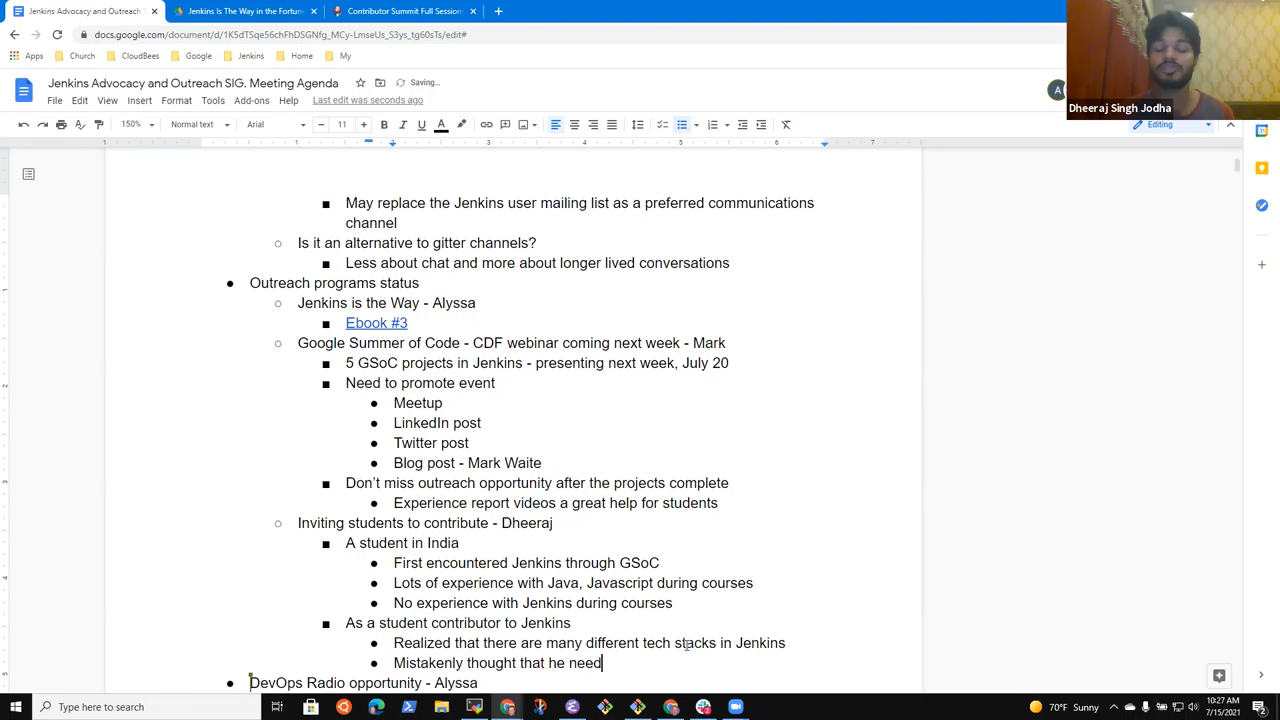 Jenkins Advocacy and Outreach S
Jenkins Is The Way in the Fortun
Contributor Summit Full Session
docs.google.com/document/d/1K5dTSqe56chFhDSGNfg_MCy-LmseUs_S3ys_tg60sTs/edit#
Apps Church CloudBees Google Jenkins Home My
Jenkins Advocacy and Outreach SIG. Meeting Agenda Saving...
A
File Edit View Insert Format Tools Add-ons Help Last edit was seconds ago
Dheeraj Singh Jodha
150% Normal text Arial 11 Editing
1 3 4 5 6 7
May replace the Jenkins user mailing list as a preferred communications
channel
Is it an alternative to gitter channels?
Less about chat and more about longer lived conversations
Outreach programs status
Jenkins is the Way - Alyssa
Ebook #3
Google Summer of Code - CDF webinar coming next week - Mark
5 GSoC projects in Jenkins - presenting next week, July 20
Need to promote event
Meetup
LinkedIn post
Twitter post
Blog post - Mark Waite
Don't miss outreach opportunity after the projects complete
Experience report videos a great help for students
Inviting students to contribute - Dheeraj
A student in India
First encountered Jenkins through GSoC
Lots of experience with Java, Javascript during courses
No experience with Jenkins during courses
As a student contributor to Jenkins
Realized that there are many different tech stacks in Jenkins
Mistakenly thought that he need
DevOps Radio opportunity - Alyssa
Type here to search
70°F Sunny
10:27 AM
7/15/2021